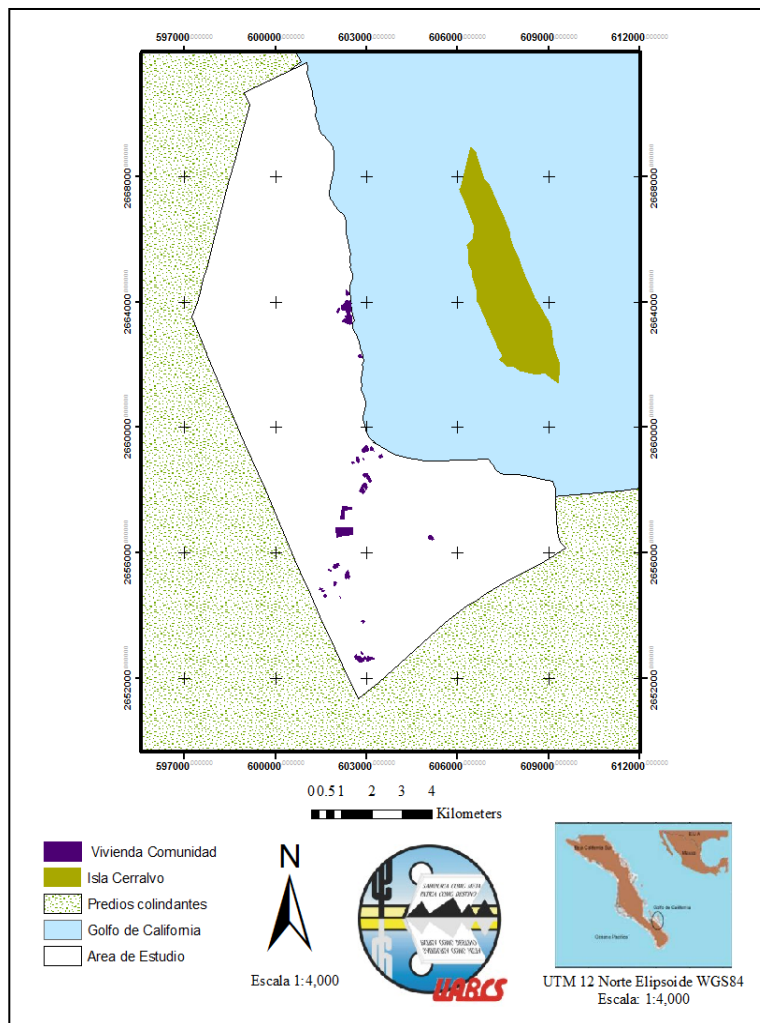 597000 600000 603000 606000 609000 612000
2668000 2668000
2664000 2664000
2660000 2660000
2656000 2656000
2652000 2652000
597000 600000 603000 606000 609000 612000
0 0.5 1 2 3 4
Kilometers
Vivienda Comunidad
Isla Cerralvo
Predios colindantes
Golfo de California
Area de Estudio
N
Escala 1:4,000
UABCS
Baja California Sur
E.U.A
México
Golfo de California
Océano Pacífico
UTM 12 Norte Elipsoide WGS84
Escala: 1:4,000